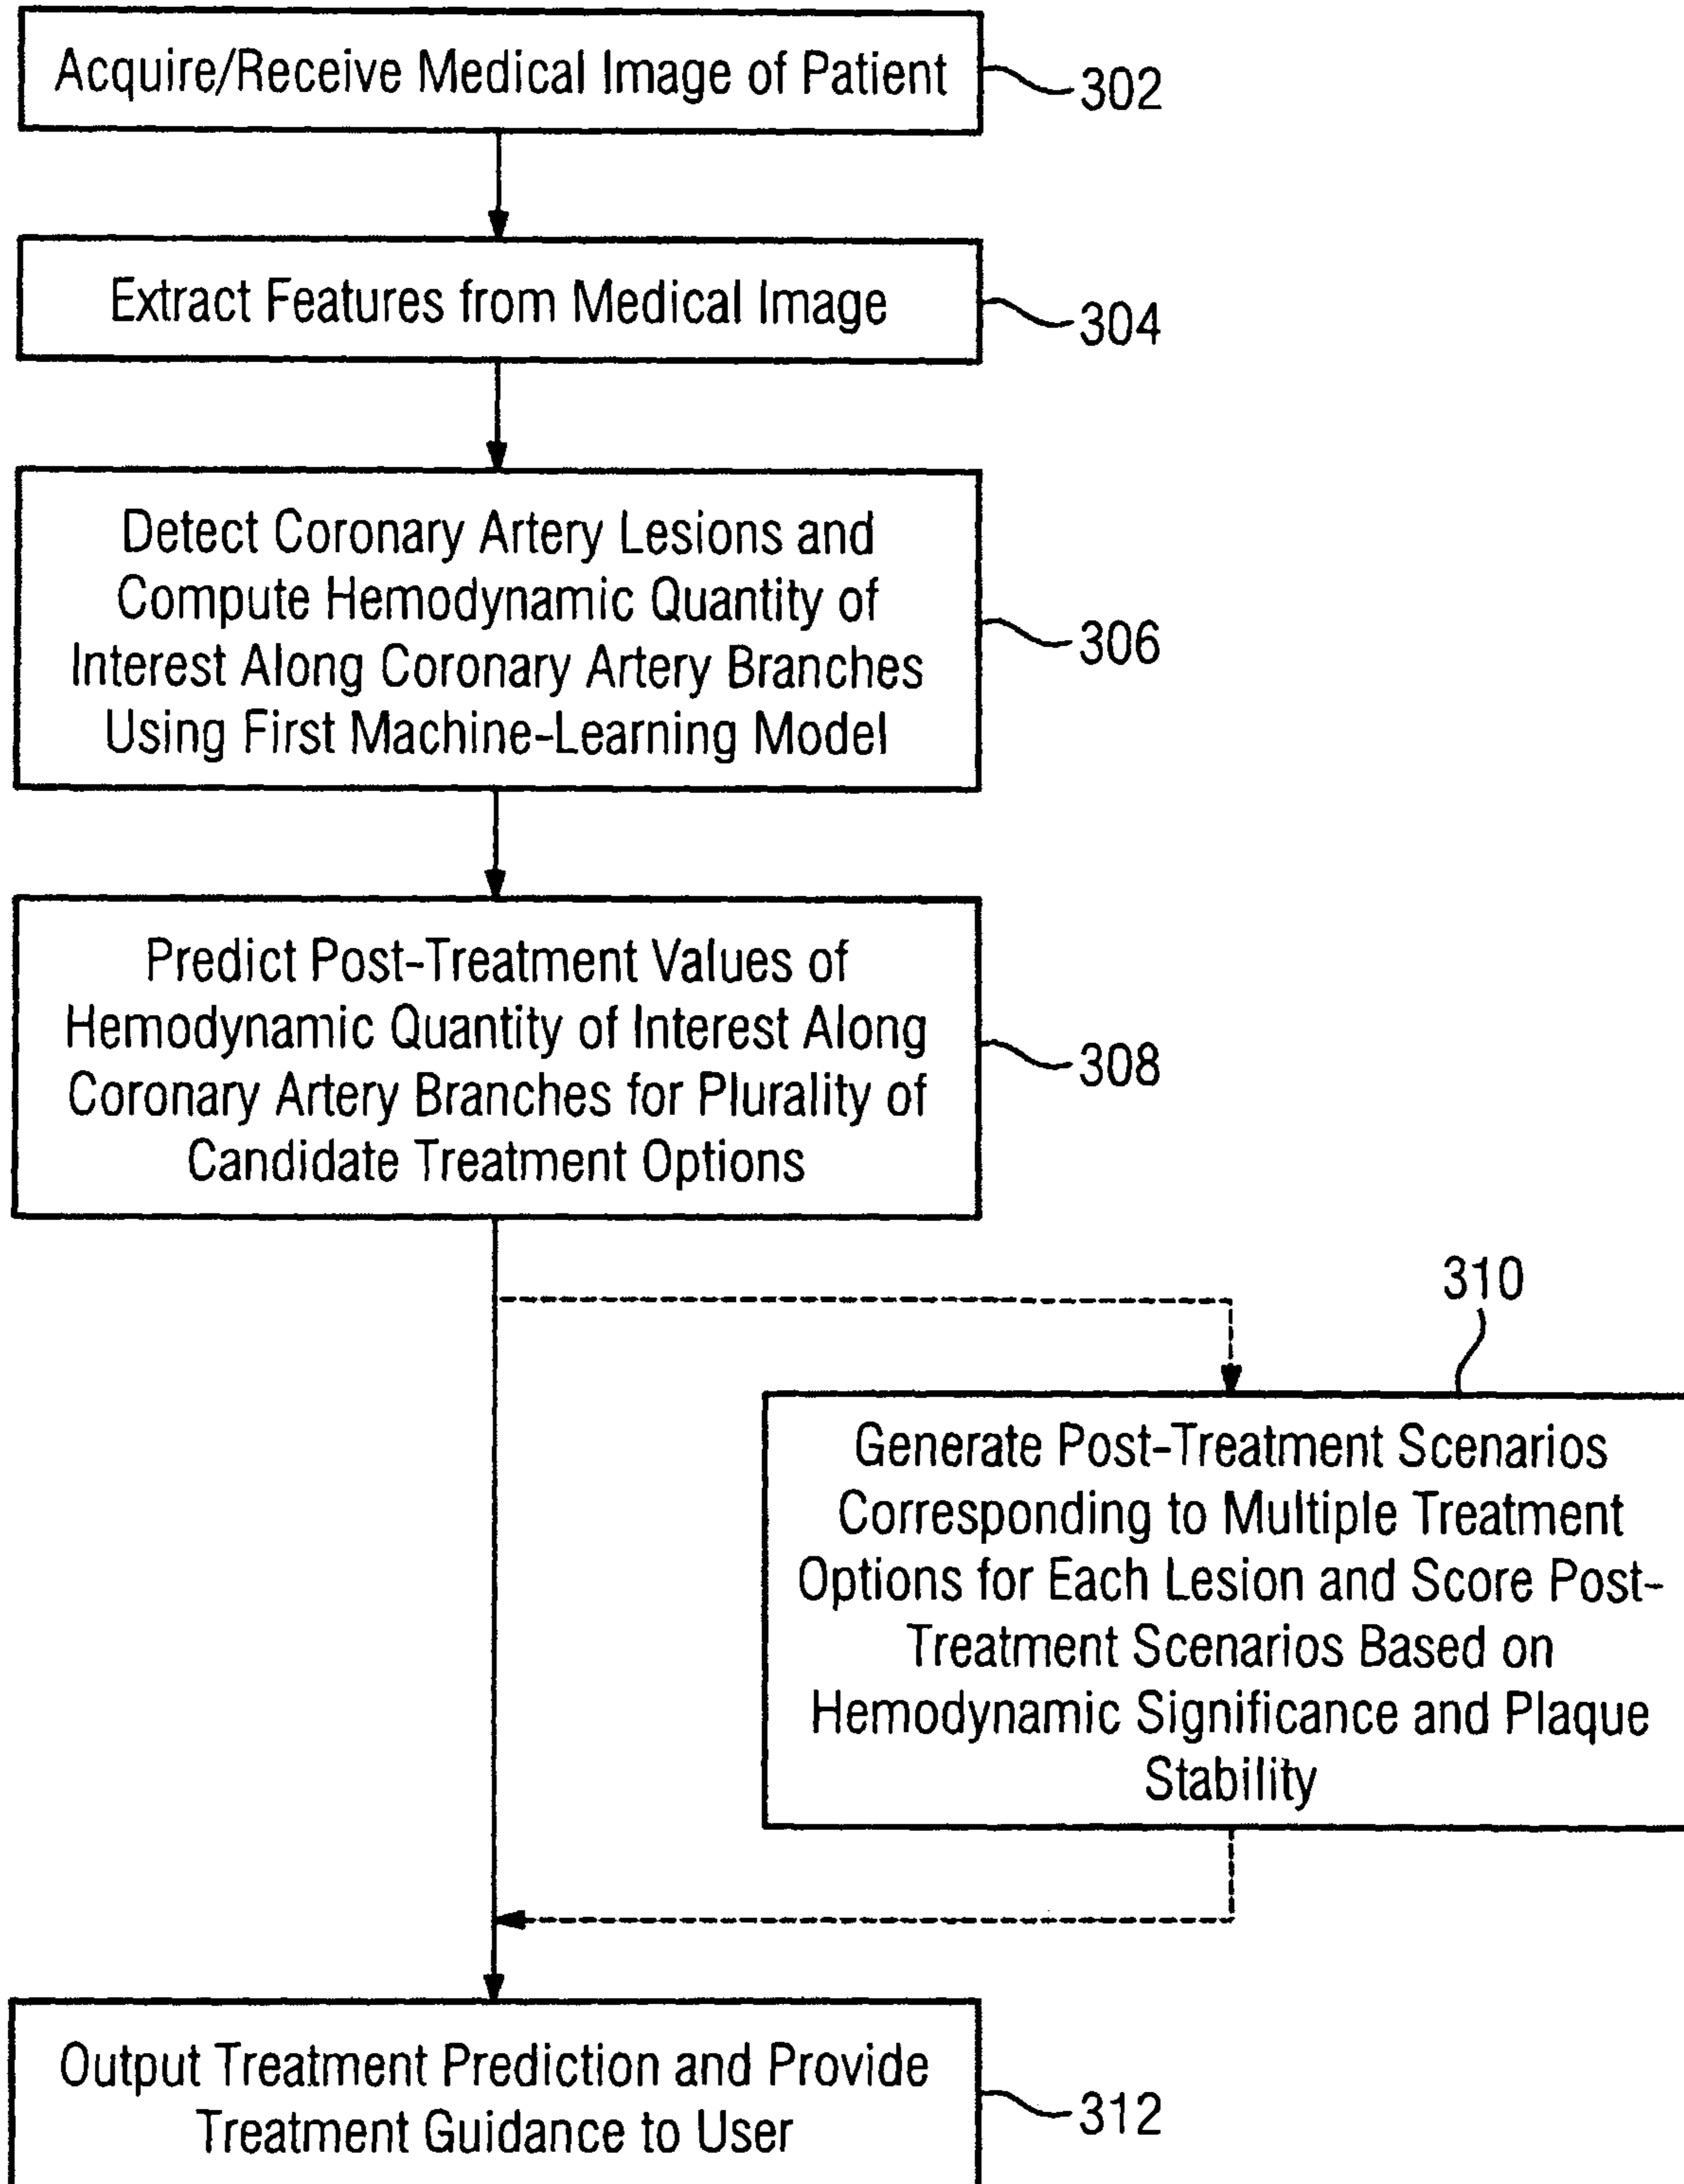 Acquire/Receive Medical Image of Patient
302
Extract Features from Medical Image
304
Detect Coronary Artery Lesions and
Compute Hemodynamic Quantity of
Interest Along Coronary Artery Branches
Using First Machine-Learning Model
306
Predict Post-Treatment Values of
Hemodynamic Quantity of Interest Along
Coronary Artery Branches for Plurality of
Candidate Treatment Options
308
310
Generate Post-Treatment Scenarios
Corresponding to Multiple Treatment
Options for Each Lesion and Score Post-
Treatment Scenarios Based on
Hemodynamic Significance and Plaque
Stability
Output Treatment Prediction and Provide
Treatment Guidance to User
312